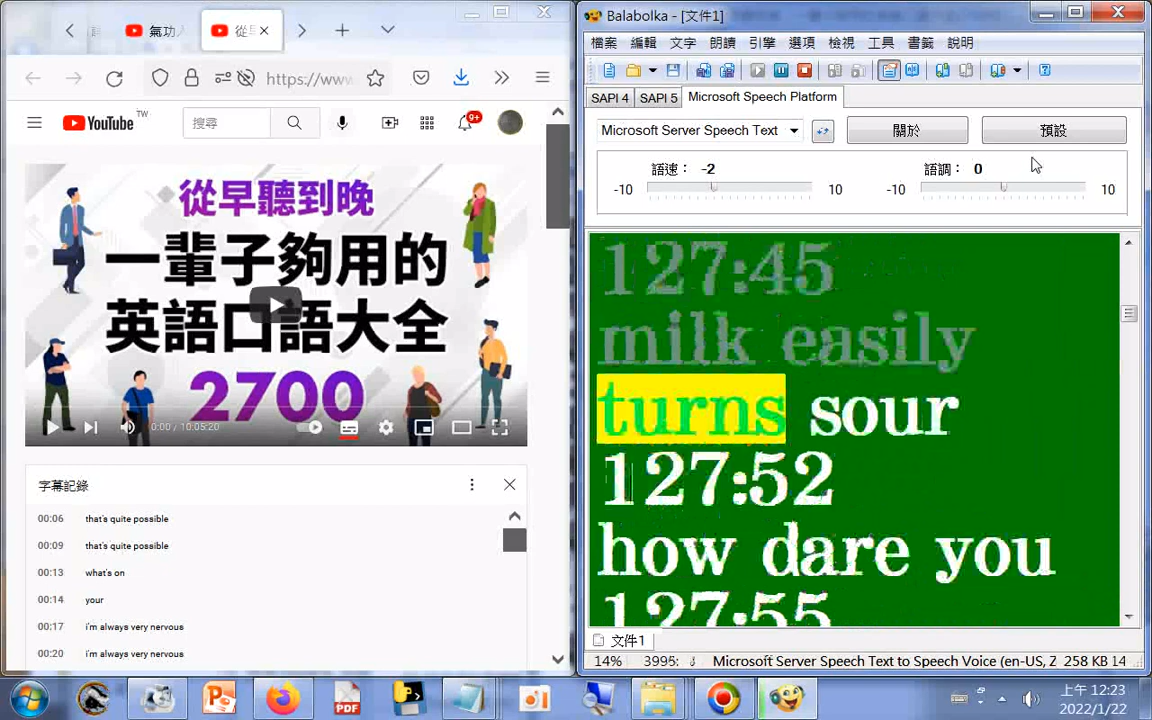 氣功
從
https://www
YouTube TW
搜尋
9+
從早聽到晚
一輩子夠用的
英語口語大全
2700
0:00 / 10:05:20
字幕記錄
00:06 that's quite possible
00:09 that's quite possible
00:13 what's on
00:14 your
00:17 i'm always very nervous
00:20 i'm always very nervous
Balabolka - [文件1]
檔案 編輯 文字 朗讀 引擎 選項 檢視 工具 書籤 說明
SAPI 4 SAPI 5 Microsoft Speech Platform
Microsoft Server Speech Text 關於 預設
語速： -2 語調： 0
-10 10 -10 10
127:45
milk easily
turns sour
127:52
how dare you
127:55
文件1
14% 3995: Microsoft Server Speech Text to Speech Voice (en-US, Z 258 KB 14
PDF
上午 12:23
2022/1/22